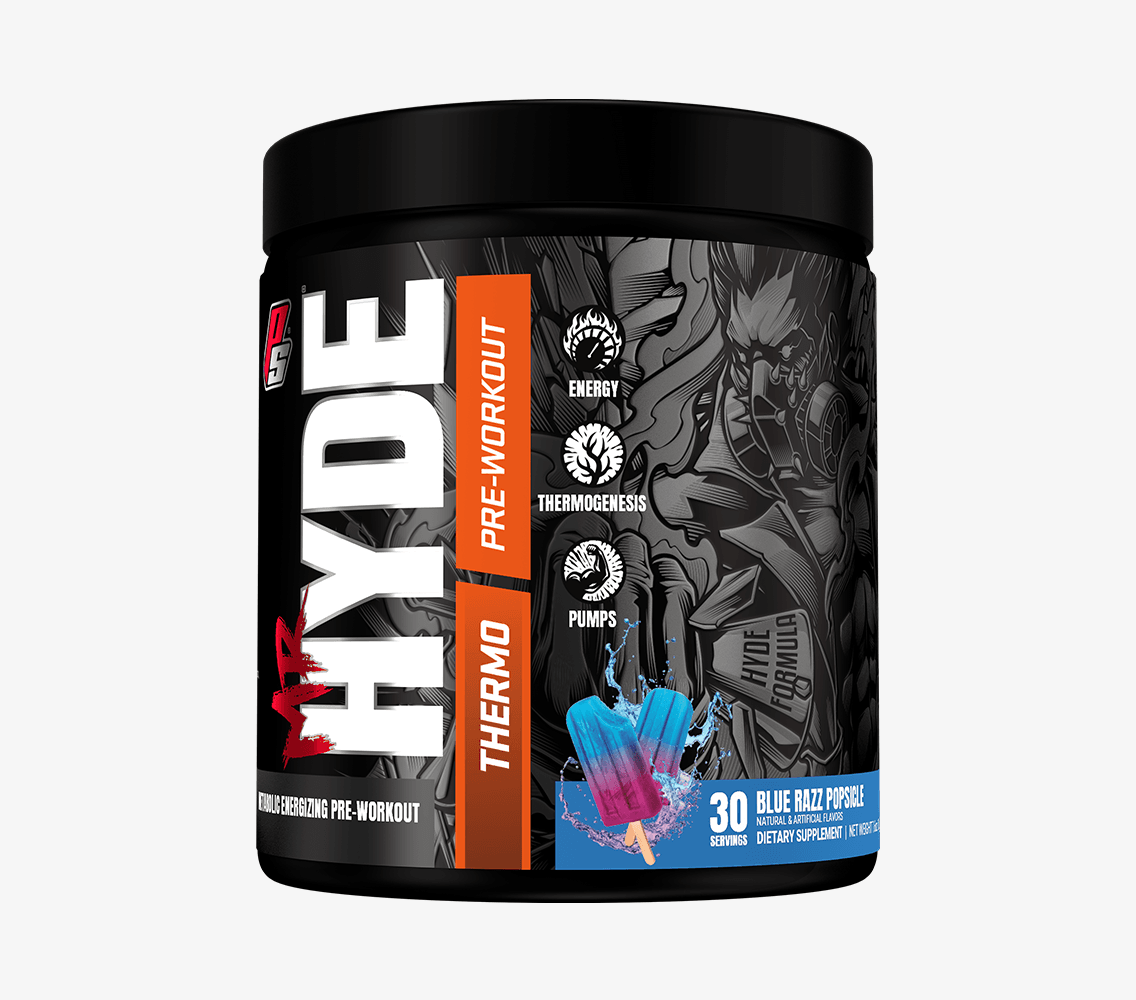 PS
MR
HYDE
PRE-WORKOUT
THERMO
ENERGY
THERMOGENESIS
PUMPS
HYDE
FORMULA
ENERGIZING PRE-WORKOUT
30
SERVINGS
BLUE RAZZ POPSICLE
NATURAL & ARTIFICIAL FLAVORS
DIETARY SUPPLEMENT | NET WEIGHT